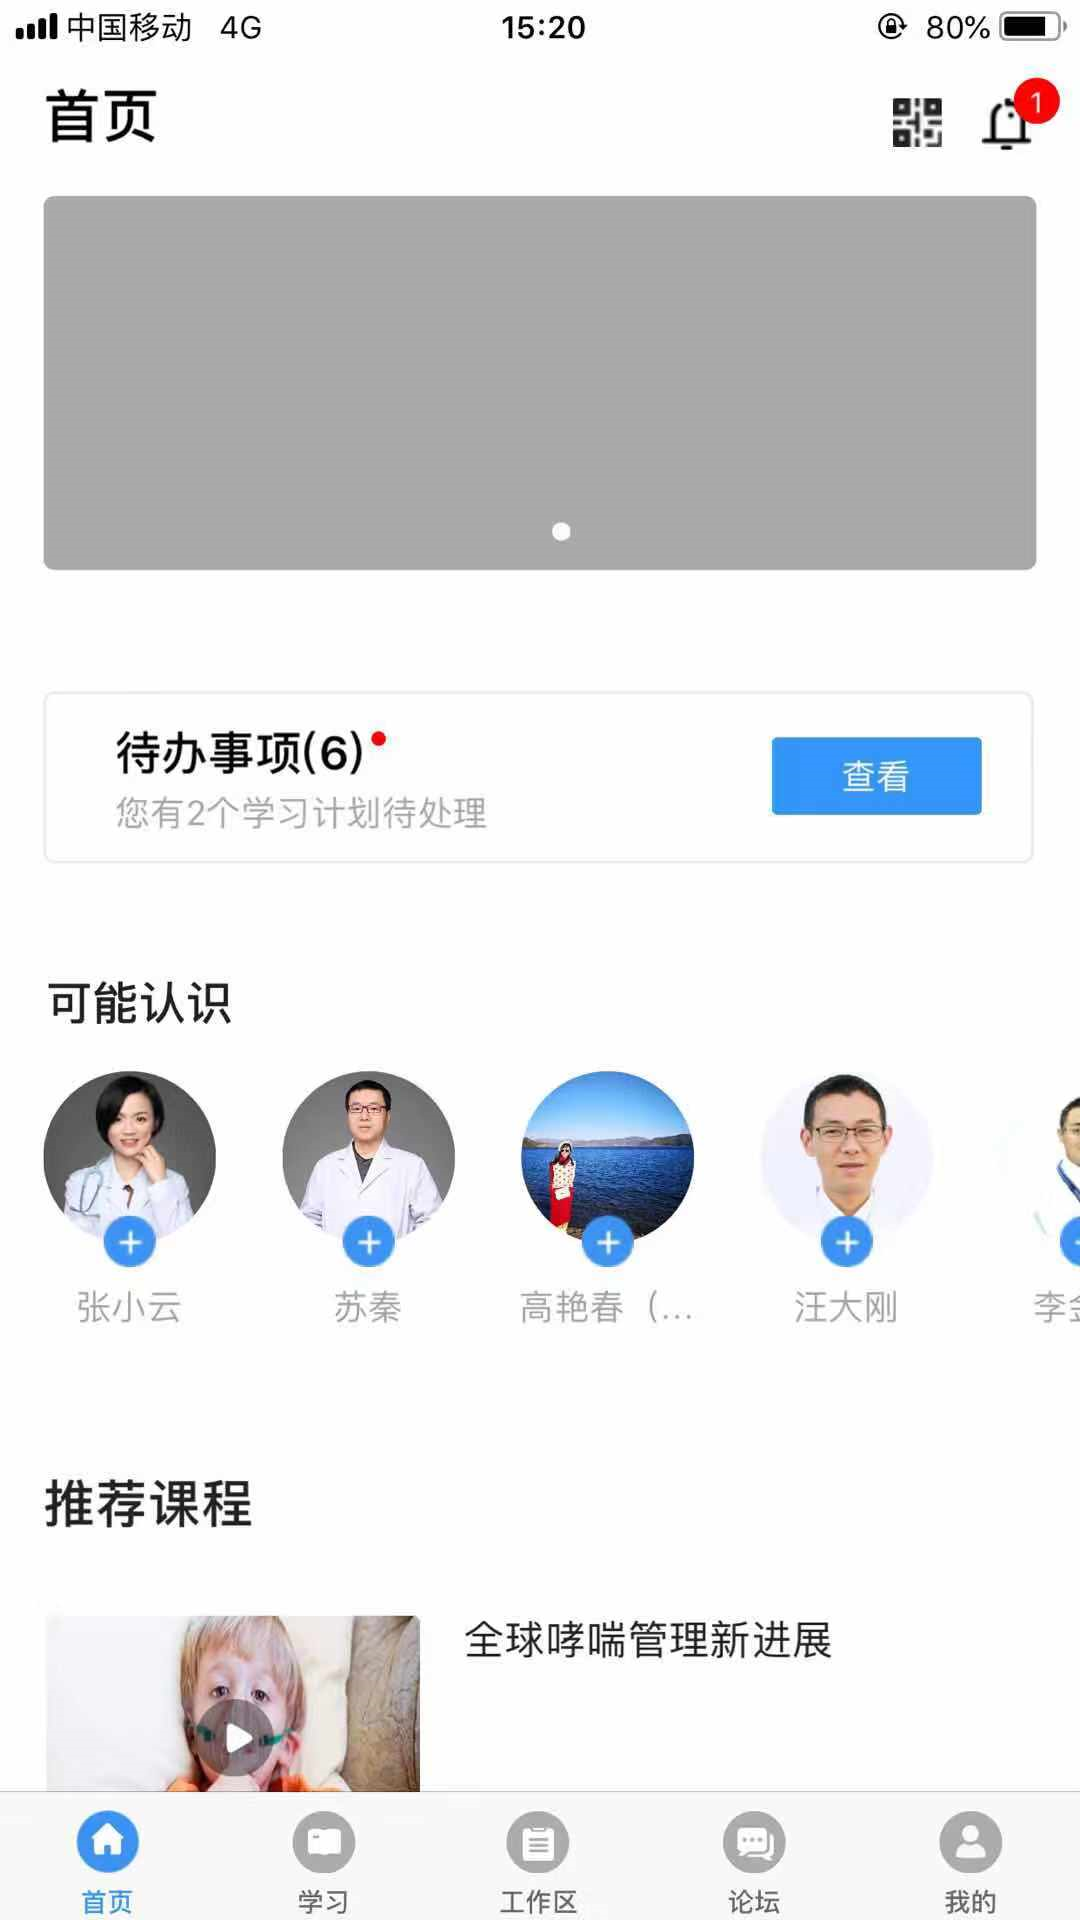 中国移动 4G 15:20 80%
首页
1
待办事项(6)
您有2个学习计划待处理
查看
可能认识
张小云 苏秦 高艳春（... 汪大刚 李
推荐课程
全球哮喘管理新进展
首页 学习 工作区 论坛 我的